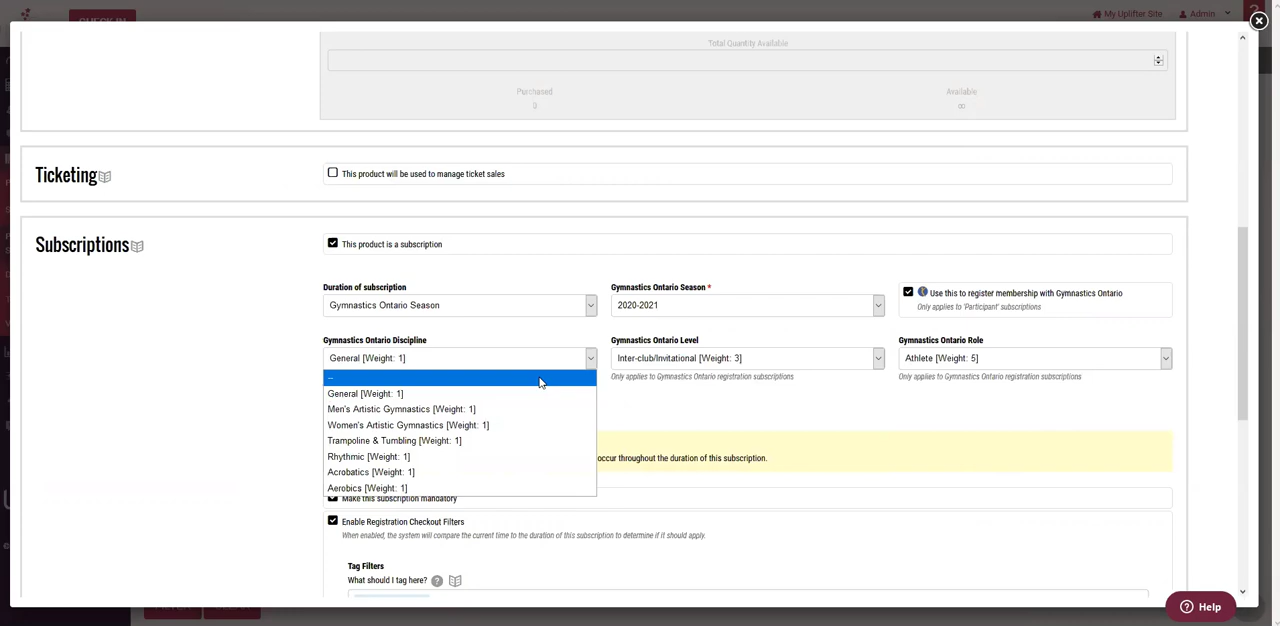 CHECK IN
My Uplifter Site
Admin
Total Quantity Available
Purchased
Available
0
∞
Ticketing
This product will be used to manage ticket sales
Subscriptions
This product is a subscription
Duration of subscription
Gymnastics Ontario Season *
Gymnastics Ontario Season
2020-2021
Use this to register membership with Gymnastics Ontario
Only applies to 'Participant' subscriptions
Gymnastics Ontario Discipline
Gymnastics Ontario Level
Gymnastics Ontario Role
General [Weight: 1]
Inter-club/Invitational [Weight: 3]
Athlete [Weight: 5]
Only applies to Gymnastics Ontario registration subscriptions
Only applies to Gymnastics Ontario registration subscriptions
--
General [Weight: 1]
Men's Artistic Gymnastics [Weight: 1]
Women's Artistic Gymnastics [Weight: 1]
Trampoline & Tumbling [Weight: 1]
Rhythmic [Weight: 1]
occur throughout the duration of this subscription.
Acrobatics [Weight: 1]
Aerobics [Weight: 1]
Make this subscription mandatory
Enable Registration Checkout Filters
When enabled, the system will compare the current time to the duration of this subscription to determine if it should apply.
Tag Filters
What should I tag here? ?
? Help